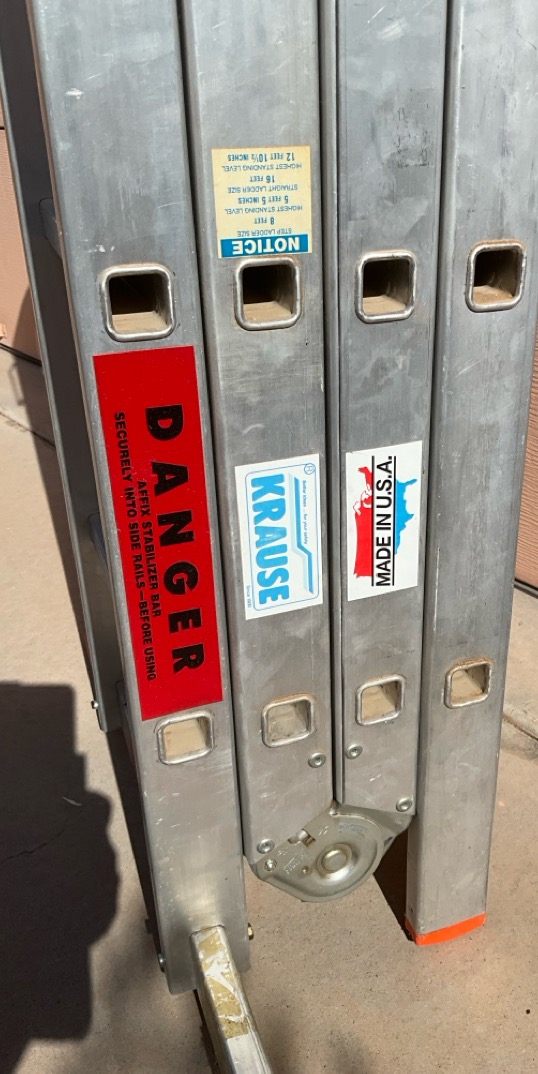 NOTICE
STEP LADDER SIZE
8 FEET
HIGHEST STANDING LEVEL
5 FEET 5 INCHES
STRAIGHT LADDER SIZE
16 FEET
HIGHEST STANDING LEVEL
12 FEET 10½ INCHES
DANGER
AFFIX STABILIZER BAR
SECURELY INTO SIDE RAILS—BEFORE USING
KRAUSE
MADE IN U.S.A.